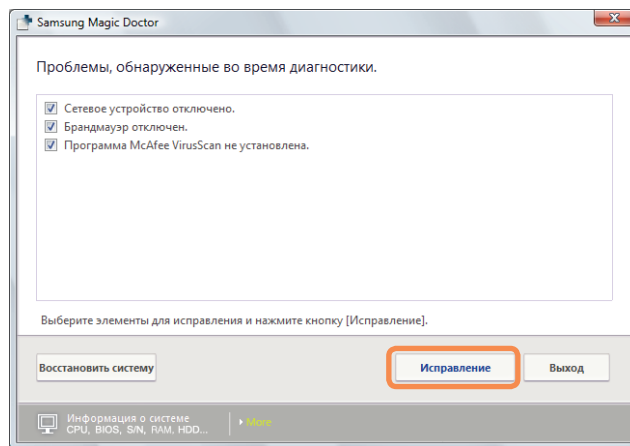 Samsung Magic Doctor
Проблемы, обнаруженные во время диагностики.
Сетевое устройство отключено.
Брандмауэр отключен.
Программа McAfee VirusScan не установлена.
Выберите элементы для исправления и нажмите кнопку [Исправление].
Восстановить систему
Исправление
Выход
Информация о системе
CPU, BIOS, S/N, RAM, HDD...
More